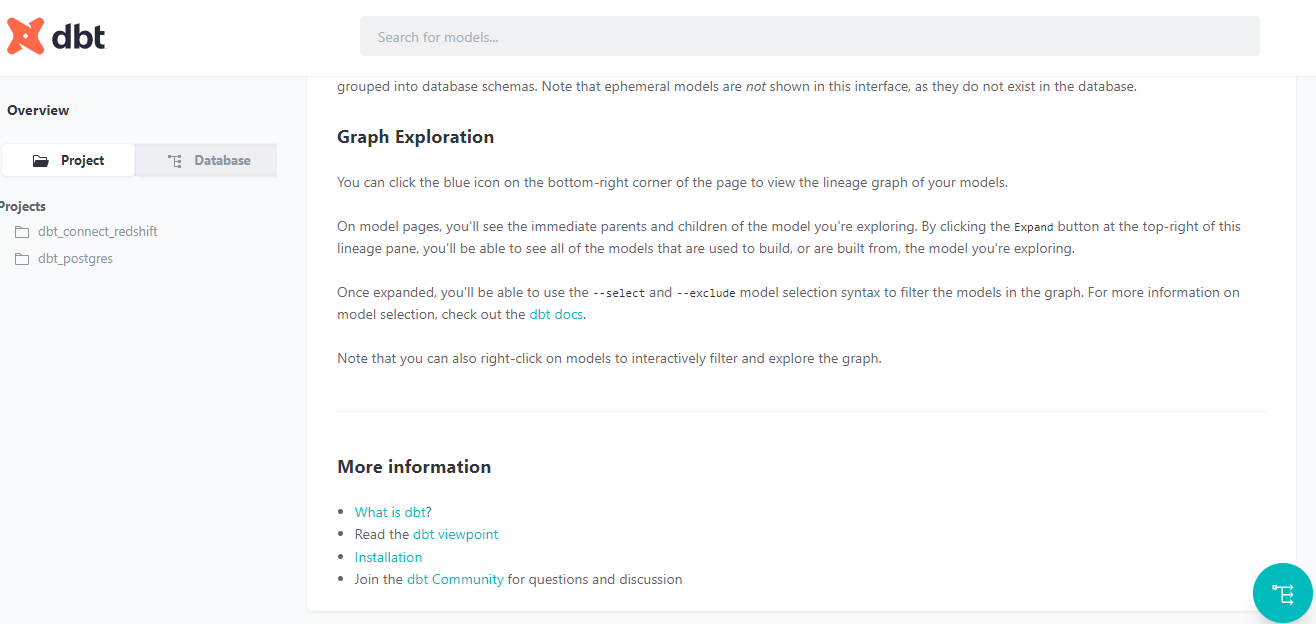 dbt
Search for models...
Overview
Project
Database
Projects
dbt_connect_redshift
dbt_postgres
grouped into database schemas. Note that ephemeral models are not shown in this interface, as they do not exist in the database.
Graph Exploration
You can click the blue icon on the bottom-right corner of the page to view the lineage graph of your models.
On model pages, you'll see the immediate parents and children of the model you're exploring. By clicking the Expand button at the top-right of this
lineage pane, you'll be able to see all of the models that are used to build, or are built from, the model you're exploring.
Once expanded, you'll be able to use the --select and --exclude model selection syntax to filter the models in the graph. For more information on
model selection, check out the dbt docs.
Note that you can also right-click on models to interactively filter and explore the graph.
More information
What is dbt?
Read the dbt viewpoint
Installation
Join the dbt Community for questions and discussion